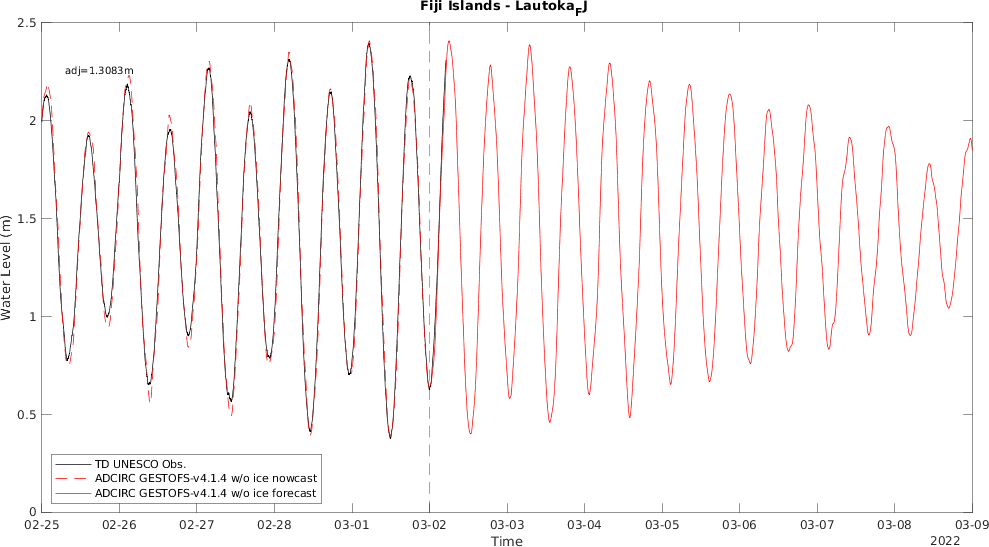 Fiji Islands - Lautoka_FJ
2.5
adj=1.3083m
2
1.5
Water Level (m)
1
0.5
TD UNESCO Obs.
ADCIRC GESTOFS-v4.1.4 w/o ice nowcast
ADCIRC GESTOFS-v4.1.4 w/o ice forecast
0
02-25 02-26 02-27 02-28 03-01 03-02 03-03 03-04 03-05 03-06 03-07 03-08 03-09
Time
2022